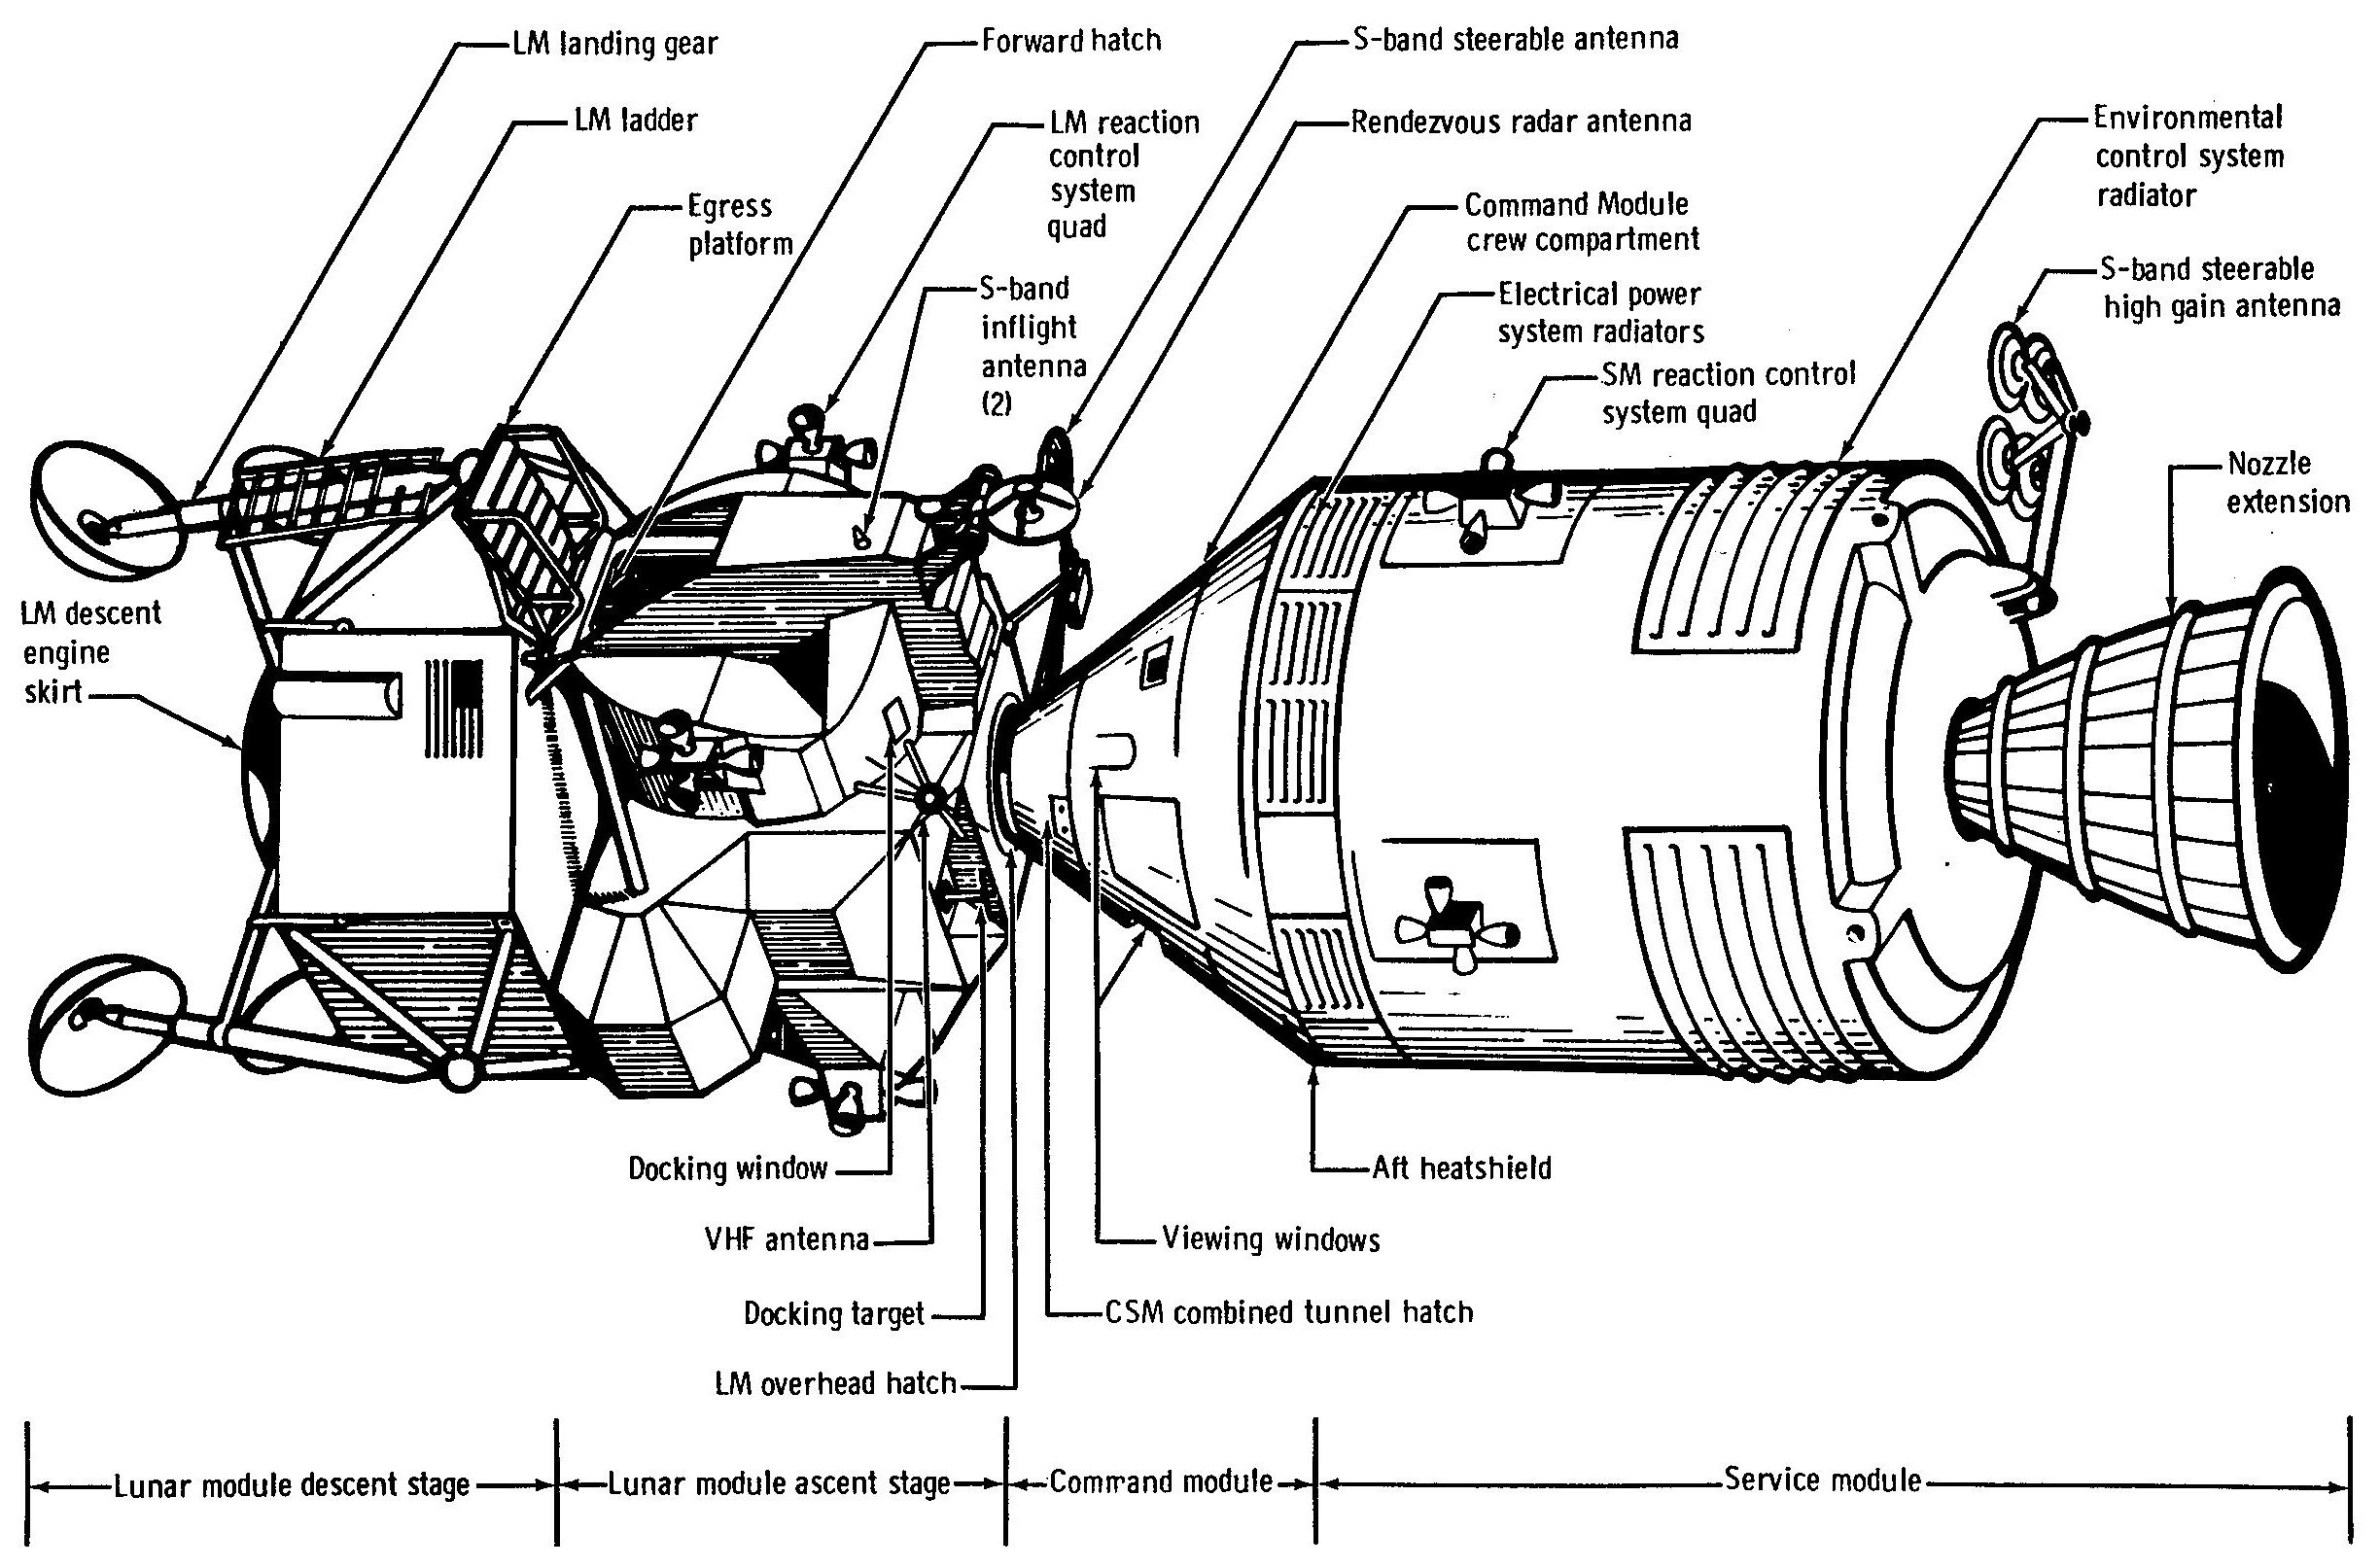 LM landing gear
Forward hatch
S-band steerable antenna
LM ladder
LM reaction
control
system
quad
Rendezvous radar antenna
Environmental
control system
radiator
Egress
platform
Command Module
crew compartment
S-band
inflight
antenna
(2)
Electrical power
system radiators
S-band steerable
high gain antenna
SM reaction control
system quad
Nozzle
extension
LM descent
engine
skirt
Docking window
Aft heatshield
VHF antenna
Viewing windows
Docking target
CSM combined tunnel hatch
LM overhead hatch
Lunar module descent stage
Lunar module ascent stage
Command module
Service module